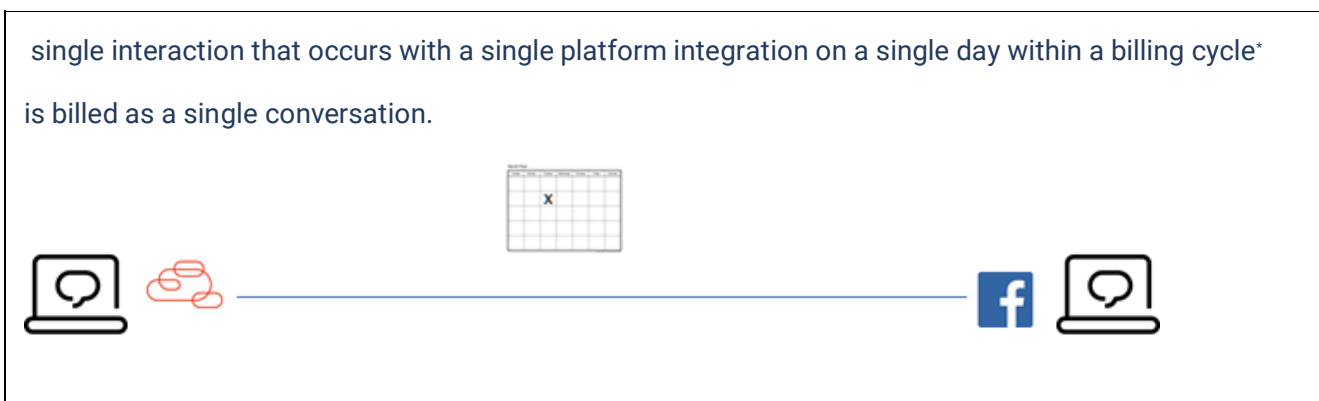 single interaction that occurs with a single platform integration on a single day within a billing cycle*
is billed as a single conversation.
X
f